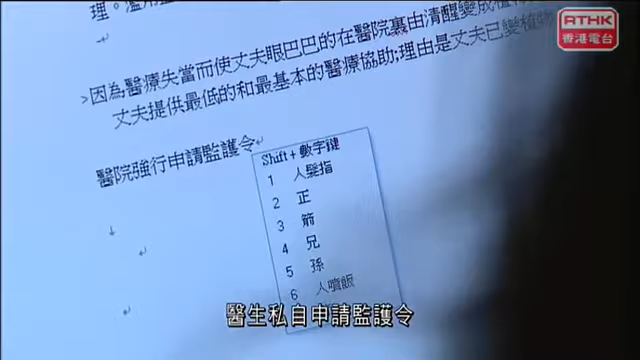 RTHK
香港電台
理。
>因為醫療失當而使丈夫眼巴巴的在醫院裏由清醒變成植
丈夫提供最低的和最基本的醫療協助;理由是丈夫已變植
醫院強行申請監護令
Shift+數字鍵
1 人髮指
2 正
3 箭
4 兄
5 孫
6 人噴飯
醫生私自申請監護令